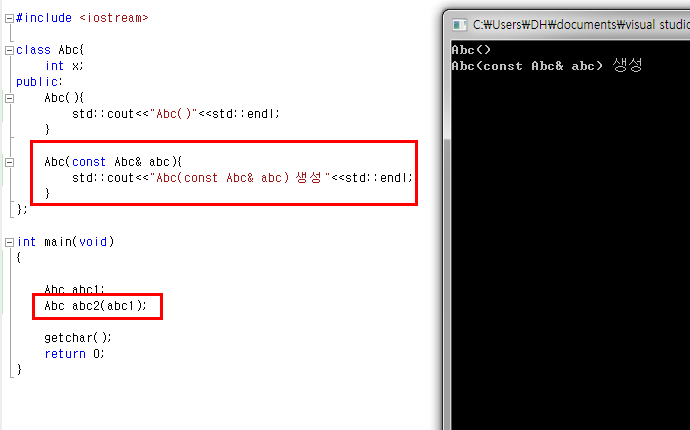 #include <iostream>
class Abc{
int x;
public:
Abc(){
std::cout<<"Abc()"<<std::endl;
}
Abc(const Abc& abc){
std::cout<<"Abc(const Abc& abc) 생성"<<std::endl;
}
};
int main(void)
{
Abc abc1;
Abc abc2(abc1);
getchar();
return 0;
}
C:₩Users₩DH₩documents₩visual studio
Abc()
Abc(const Abc& abc) 생성